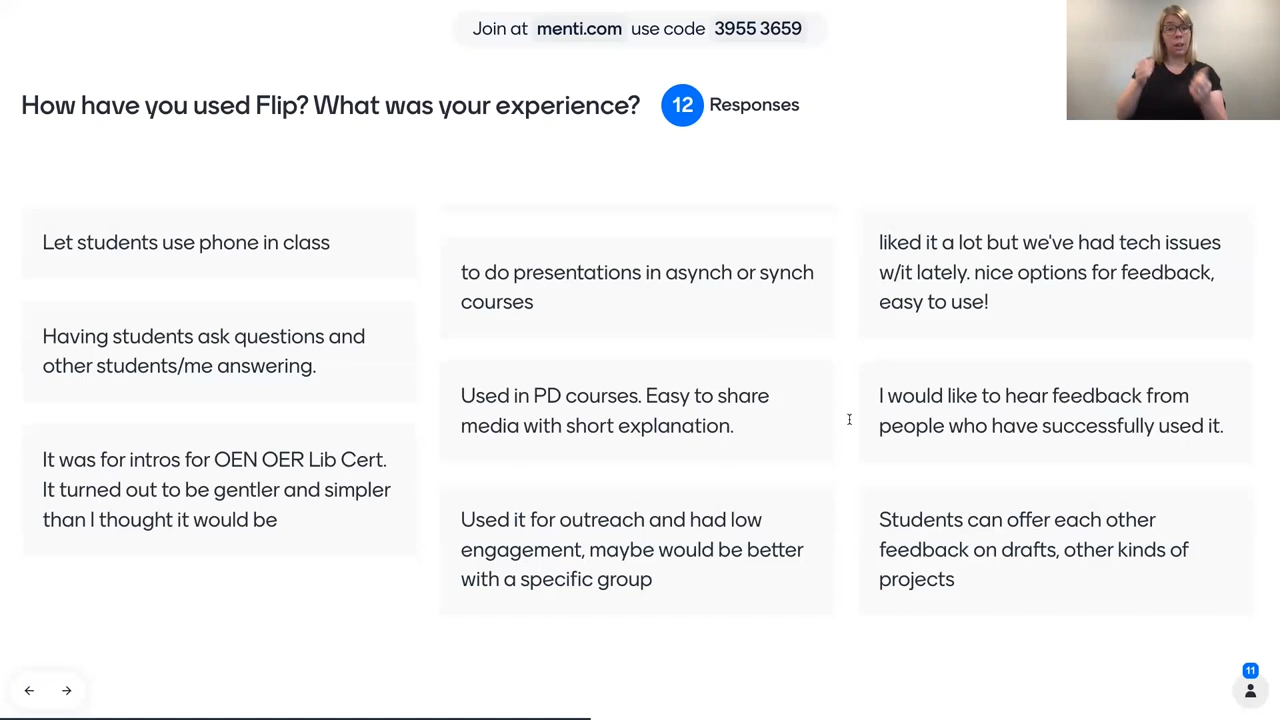 Join at menti.com use code 3955 3659
How have you used Flip? What was your experience? 12 Responses
Let students use phone in class
Having students ask questions and
other students/me answering.
It was for intros for OEN OER Lib Cert.
It turned out to be gentler and simpler
than I thought it would be
to do presentations in asynch or synch
courses
Used in PD courses. Easy to share
media with short explanation.
Used it for outreach and had low
engagement, maybe would be better
with a specific group
liked it a lot but we've had tech issues
w/it lately. nice options for feedback,
easy to use!
I would like to hear feedback from
people who have successfully used it.
Students can offer each other
feedback on drafts, other kinds of
projects
11